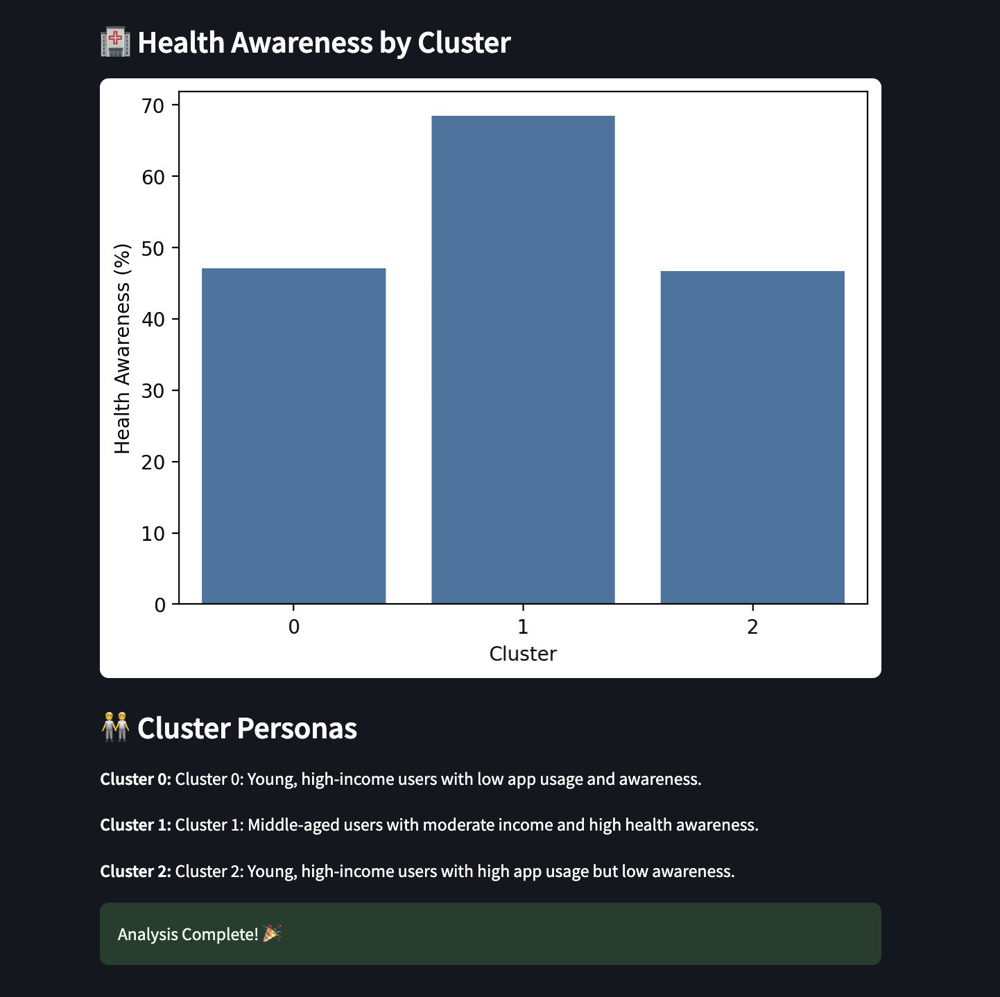 🏥 Health Awareness by Cluster
70
60
50
40
30
20
10
0
Health Awareness (%)
0 1 2
Cluster
🧑‍🤝‍🧑 Cluster Personas
Cluster 0: Cluster 0: Young, high-income users with low app usage and awareness.
Cluster 1: Cluster 1: Middle-aged users with moderate income and high health awareness.
Cluster 2: Cluster 2: Young, high-income users with high app usage but low awareness.
Analysis Complete! 🎉